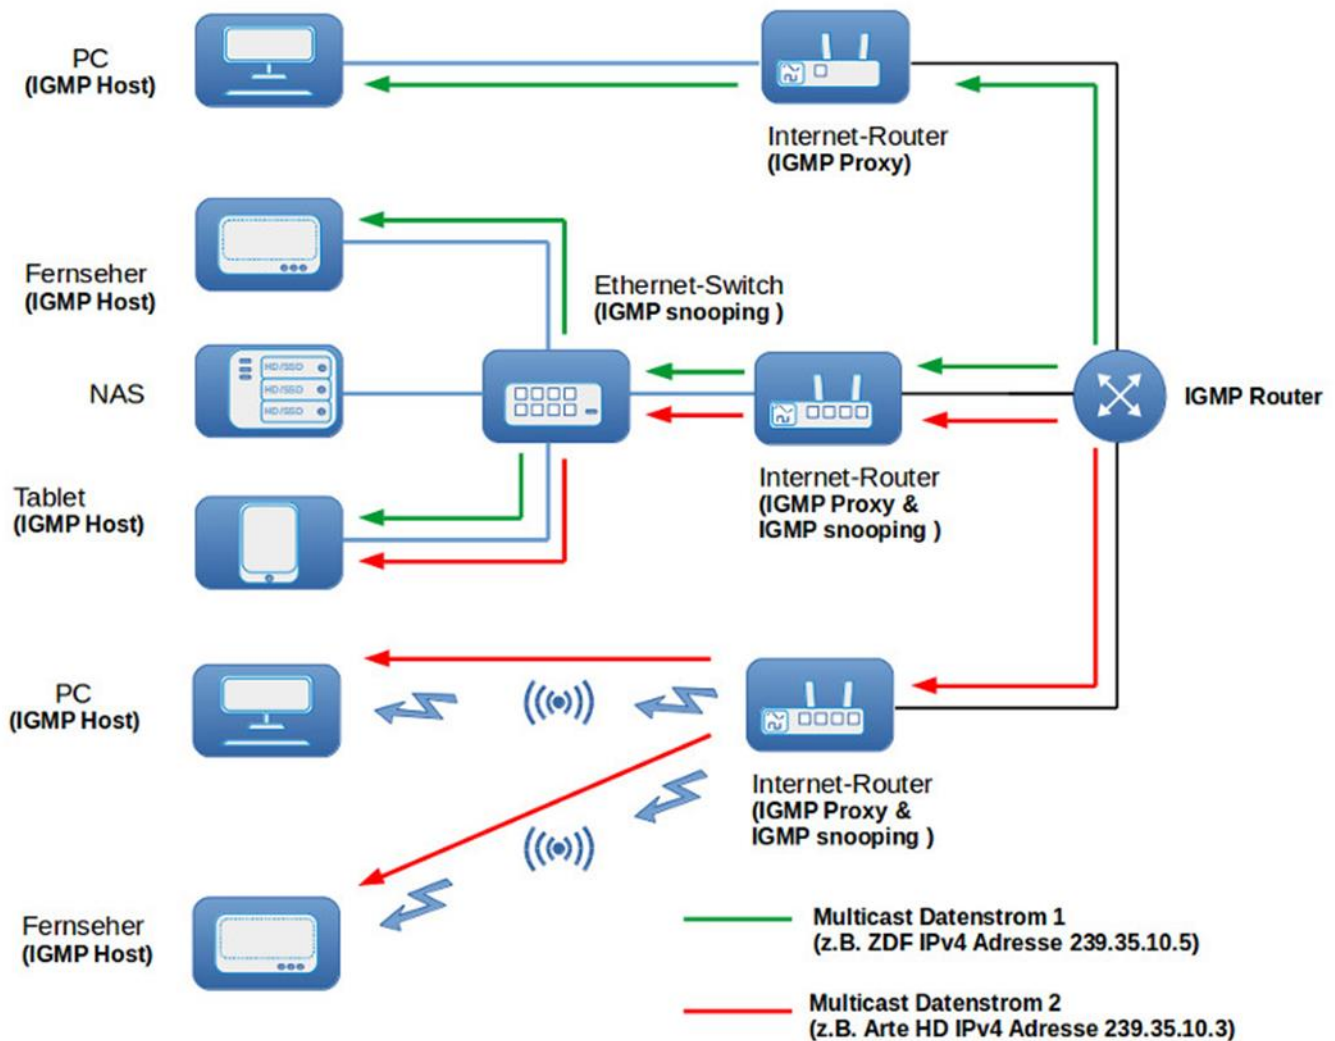 PC
(IGMP Host)
Internet-Router
(IGMP Proxy)
Fernseher
(IGMP Host)
Ethernet-Switch
(IGMP snooping )
NAS
HD/SSD
HD/SSD
HD/SSD
IGMP Router
Internet-Router
(IGMP Proxy &
IGMP snooping )
Tablet
(IGMP Host)
PC
(IGMP Host)
Internet-Router
(IGMP Proxy &
IGMP snooping )
Fernseher
(IGMP Host)
Multicast Datenstrom 1
(z.B. ZDF IPv4 Adresse 239.35.10.5)
Multicast Datenstrom 2
(z.B. Arte HD IPv4 Adresse 239.35.10.3)